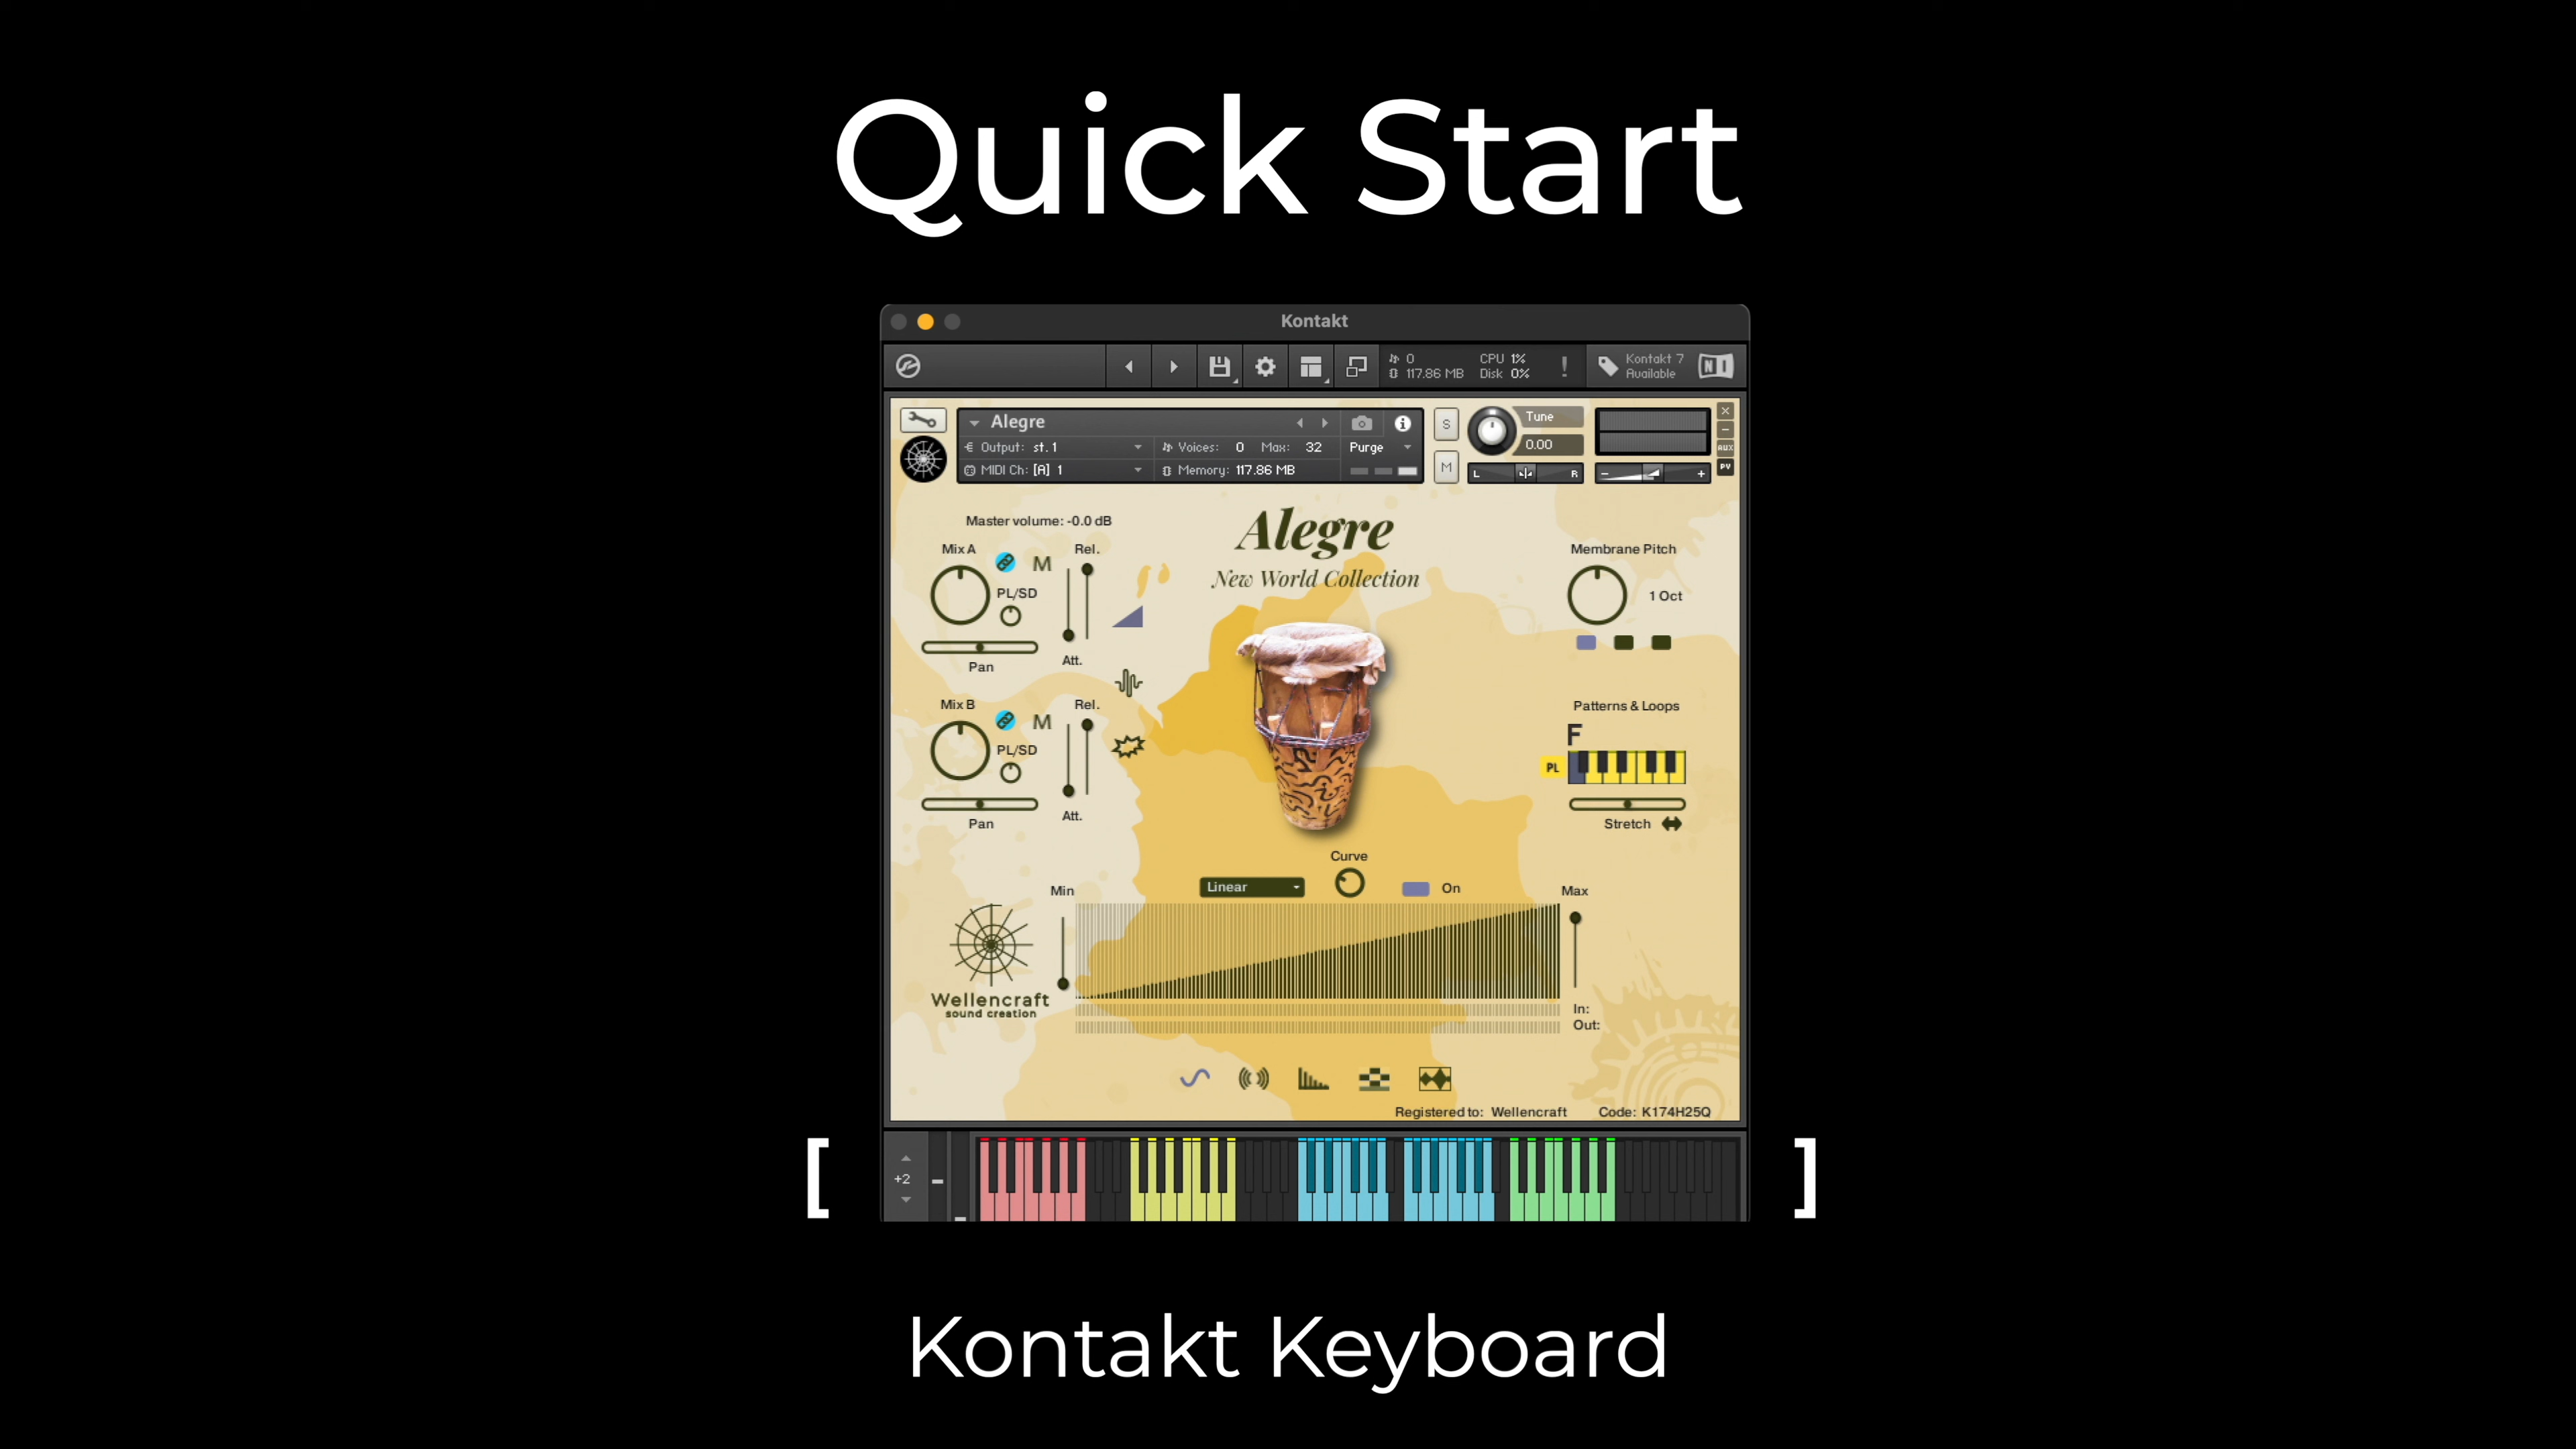 Quick Start
Kontakt
0
117.86 MB
CPU 1%
Disk 0%
!
Kontakt 7
Available
NI
Alegre
Output: st.1
Voices: 0 Max: 32
Purge
MIDI Ch: [A] 1
Memory: 117.86 MB
S
M
Tune
0.00
L
R
- +
×
-
AUX
PV
Master volume: -0.0 dB
Mix A
M
Rel.
PL/SD
Pan
Att.
Mix B
M
Rel.
PL/SD
Pan
Att.
Alegre
New World Collection
Membrane Pitch
1 Oct
Patterns & Loops
F
PL
Stretch
Curve
Linear
On
Min
Max
Wellencraft
sound creation
In:
Out:
Registered to: Wellencraft Code: K174H25Q
[ ]
+2
Kontakt Keyboard